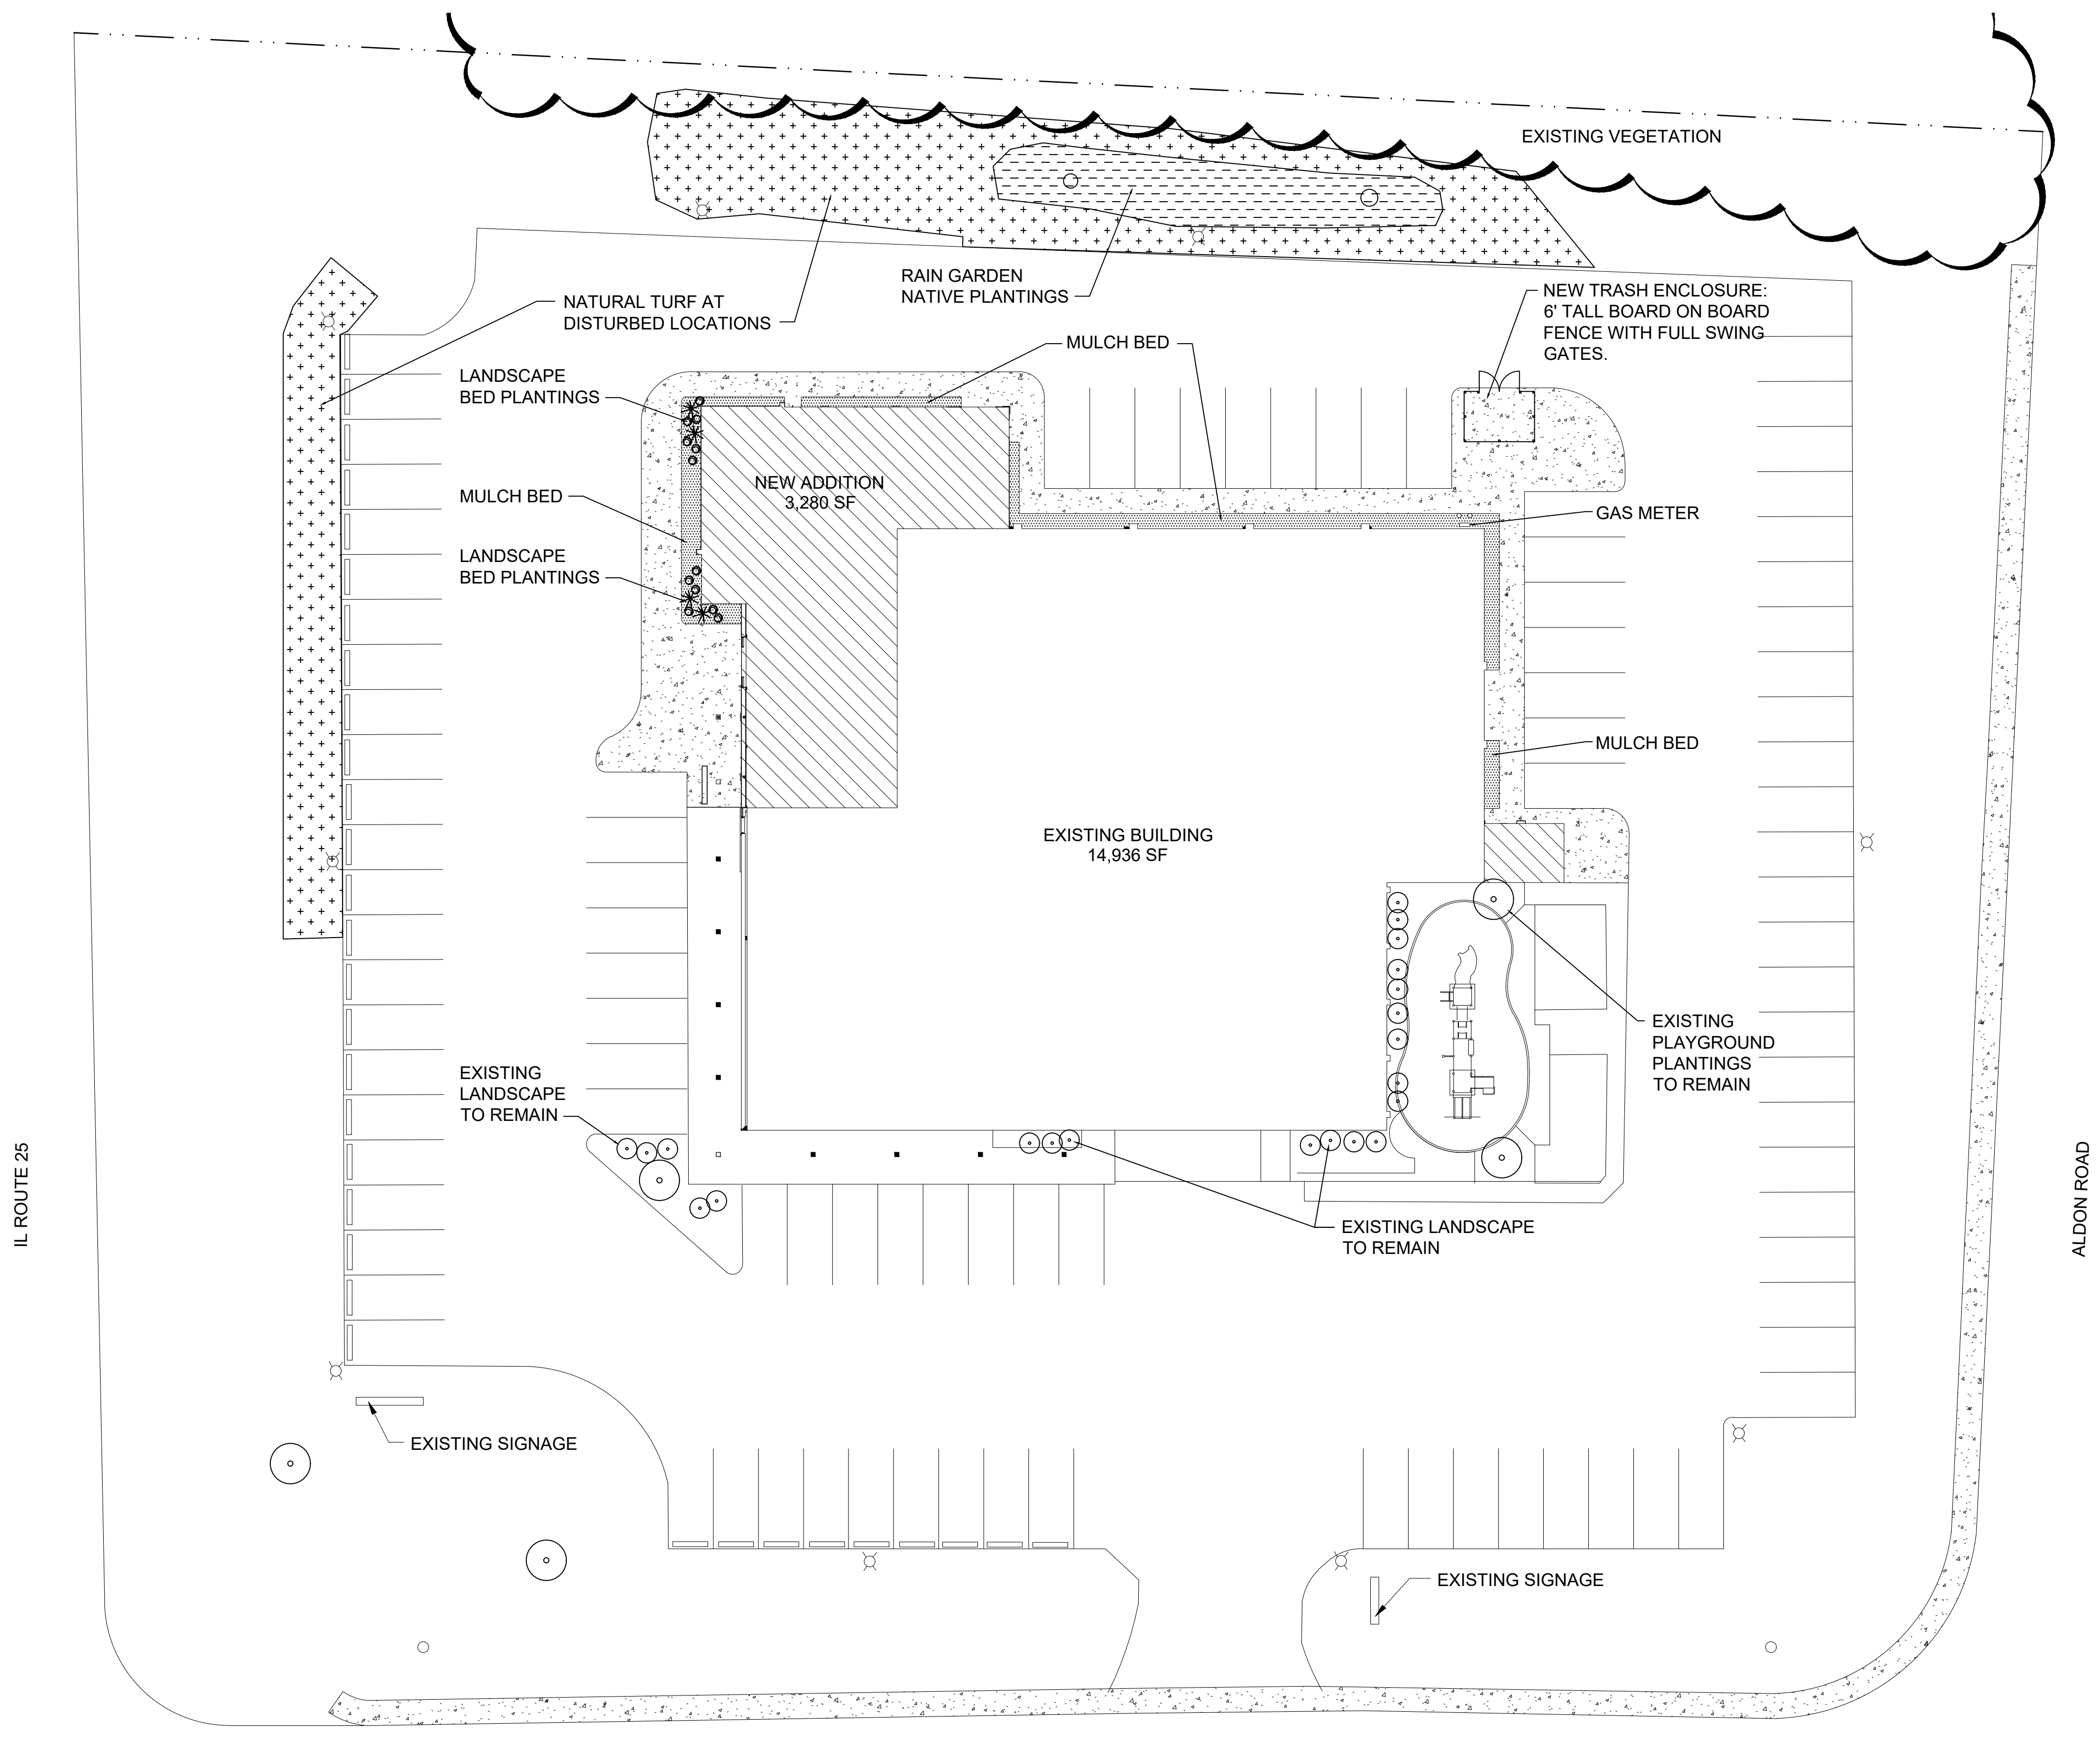 EXISTING VEGETATION
RAIN GARDEN
NATIVE PLANTINGS
NATURAL TURF AT
DISTURBED LOCATIONS
NEW TRASH ENCLOSURE:
6' TALL BOARD ON BOARD
FENCE WITH FULL SWING
GATES.
MULCH BED
LANDSCAPE
BED PLANTINGS
NEW ADDITION
3,280 SF
MULCH BED
GAS METER
LANDSCAPE
BED PLANTINGS
MULCH BED
EXISTING BUILDING
14,936 SF
EXISTING
PLAYGROUND
PLANTINGS
TO REMAIN
EXISTING
LANDSCAPE
TO REMAIN
IL ROUTE 25
ALDON ROAD
EXISTING LANDSCAPE
TO REMAIN
EXISTING SIGNAGE
EXISTING SIGNAGE